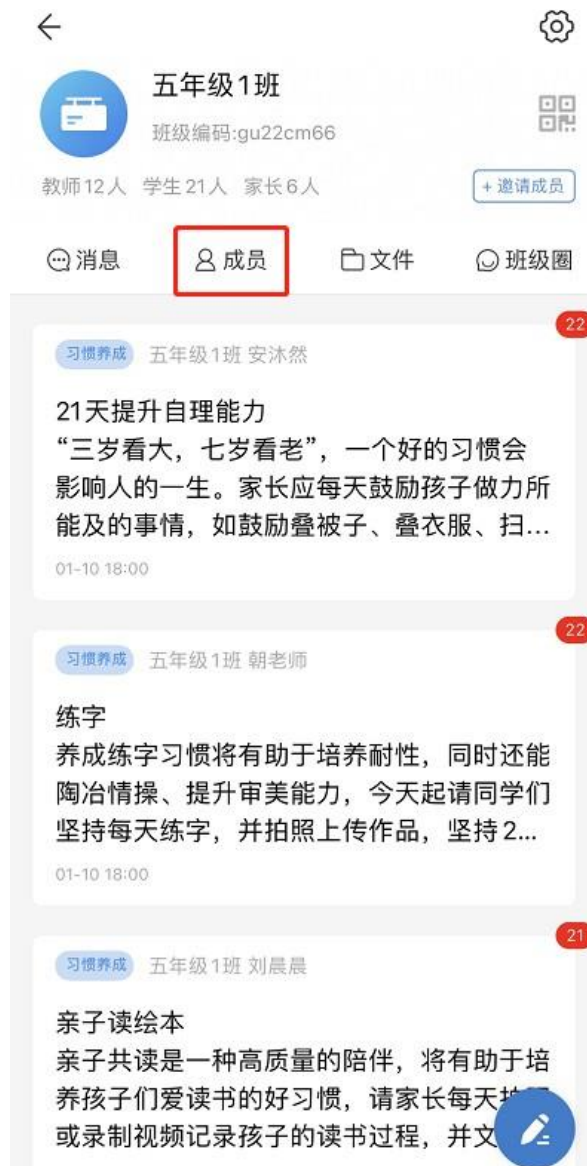 五年级1班
班级编码:gu22cm66
教师12人 学生21人 家长6人
+邀请成员
消息 成员 文件 班级圈
22
习惯养成 五年级1班 安沐然
21天提升自理能力
“三岁看大，七岁看老”，一个好的习惯会
影响人的一生。家长应每天鼓励孩子做力所
能及的事情，如鼓励叠被子、叠衣服、扫...
01-10 18:00
22
习惯养成 五年级1班 朝老师
练字
养成练字习惯将有助于培养耐性，同时还能
陶冶情操、提升审美能力，今天起请同学们
坚持每天练字，并拍照上传作品，坚持2...
01-10 18:00
21
习惯养成 五年级1班 刘晨晨
亲子读绘本
亲子共读是一种高质量的陪伴，将有助于培
养孩子们爱读书的好习惯，请家长每天
或录制视频记录孩子的读书过程，并文